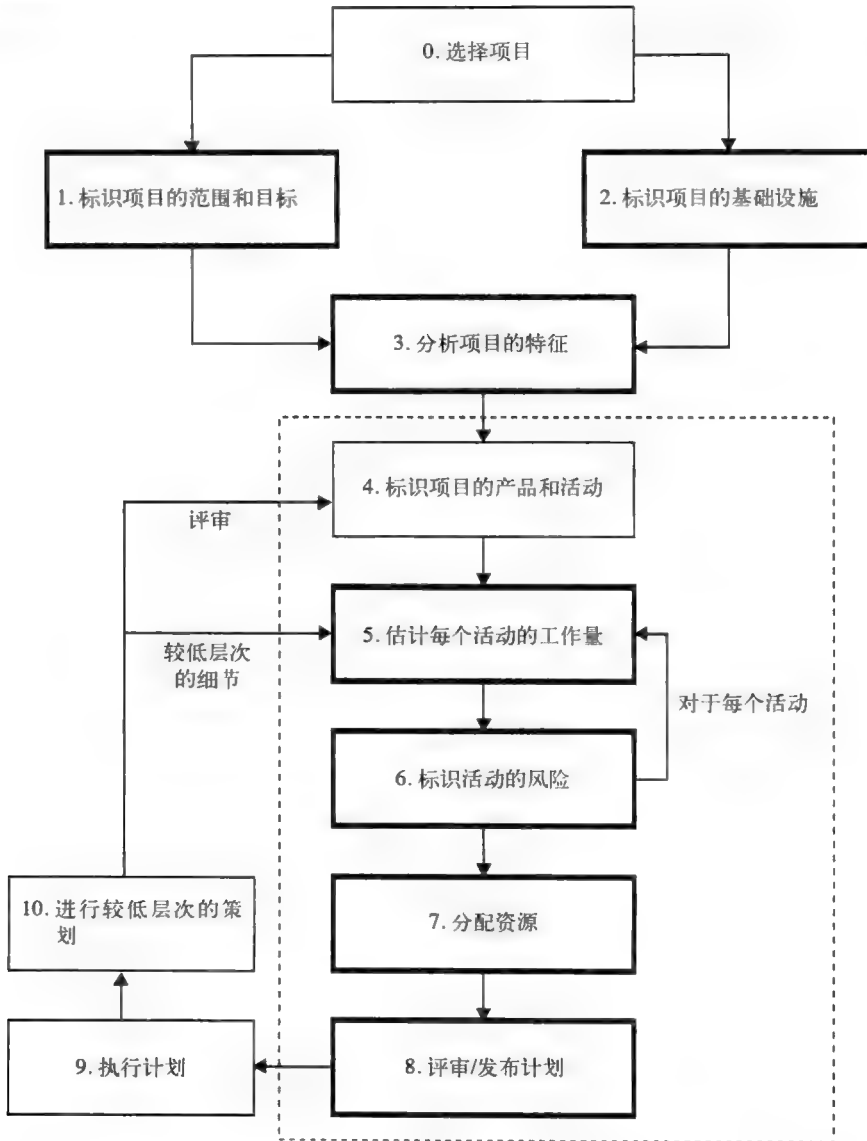 0. 选择项目
1. 标识项目的范围和目标
2. 标识项目的基础设施
3. 分析项目的特征
4. 标识项目的产品和活动
评审
5. 估计每个活动的工作量
较低层次
的细节
对于每个活动
6. 标识活动的风险
10. 进行较低层次的策
划
7. 分配资源
9. 执行计划
8. 评审/发布计划